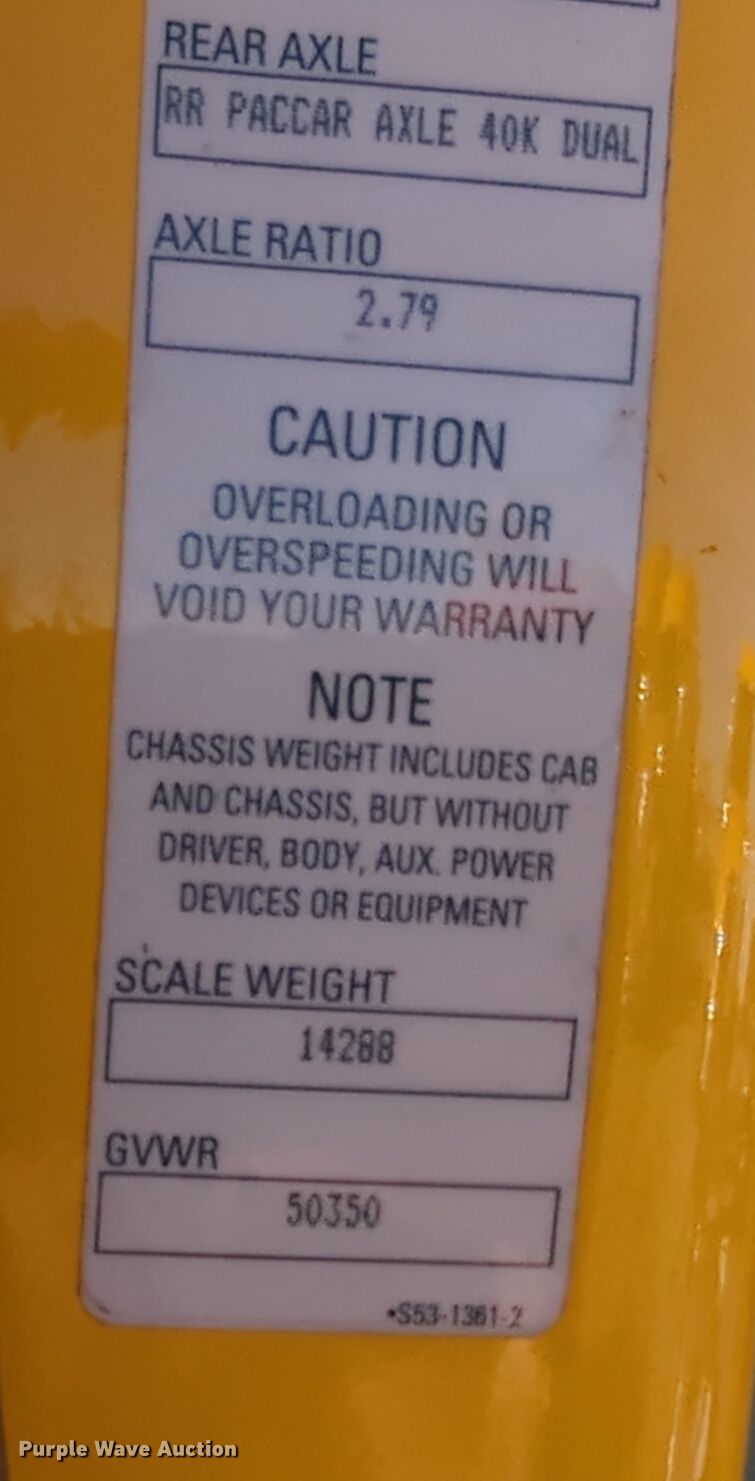 REAR AXLE
RR PACCAR AXLE 40K DUAL
AXLE RATIO
2.79
CAUTION
OVERLOADING OR
OVERSPEEDING WILL
VOID YOUR WARRANTY
NOTE
CHASSIS WEIGHT INCLUDES CAB
AND CHASSIS, BUT WITHOUT
DRIVER, BODY, AUX. POWER
DEVICES OR EQUIPMENT
SCALE WEIGHT
14288
GVWR
50350
•S53-1361-2
Purple Wave Auction